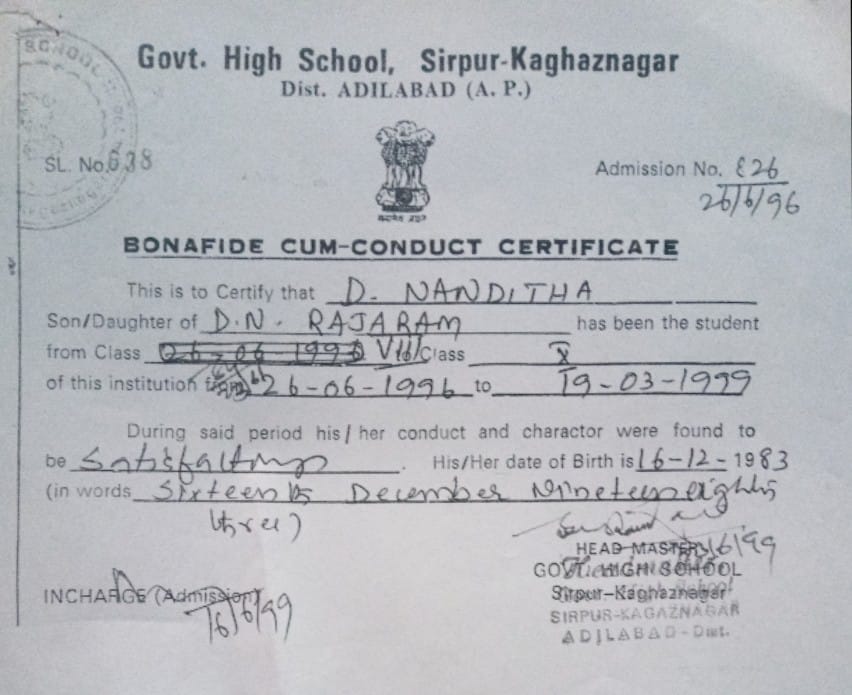 Govt. High School, Sirpur-Kaghaznagar
Dist. ADILABAD (A. P.)
SCHOOL
SL. No. 638
Admission No. 826
26/6/96
BONAFIDE CUM-CONDUCT CERTIFICATE
This is to Certify that D. NANDITHA
Son/Daughter of D.N. RAJARAM has been the student
from Class 26-06-1996 VIII Class X
of this institution from 26-06-1996 to 19-03-1999
During said period his/her conduct and charactor were found to
be Satisfactory. His/Her date of Birth is 16-12-1983
(in words Sixteenth December Nineteen eighty
three)
HEAD MASTER 16/6/99
GOVT. HIGH SCHOOL
Sirpur-Kaghaznagar
INCHARGE (Admission)
16/6/99
SIRPUR-KAGAZNAGAR
ADILABAD-Dist.